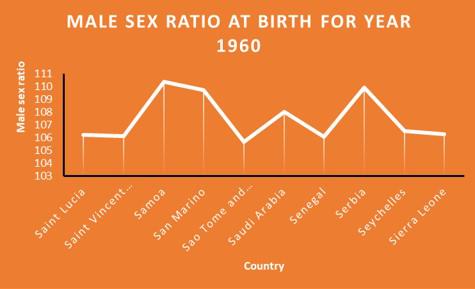 MALE SEX RATIO AT BIRTH FOR YEAR
1960
Male sex ratio
111
110
109
108
107
106
105
104
103
Saint Lucia
Saint Vincent...
Samoa
San Marino
Sao Tome and...
Saudi Arabia
Senegal
Serbia
Seychelles
Sierra Leone
Country